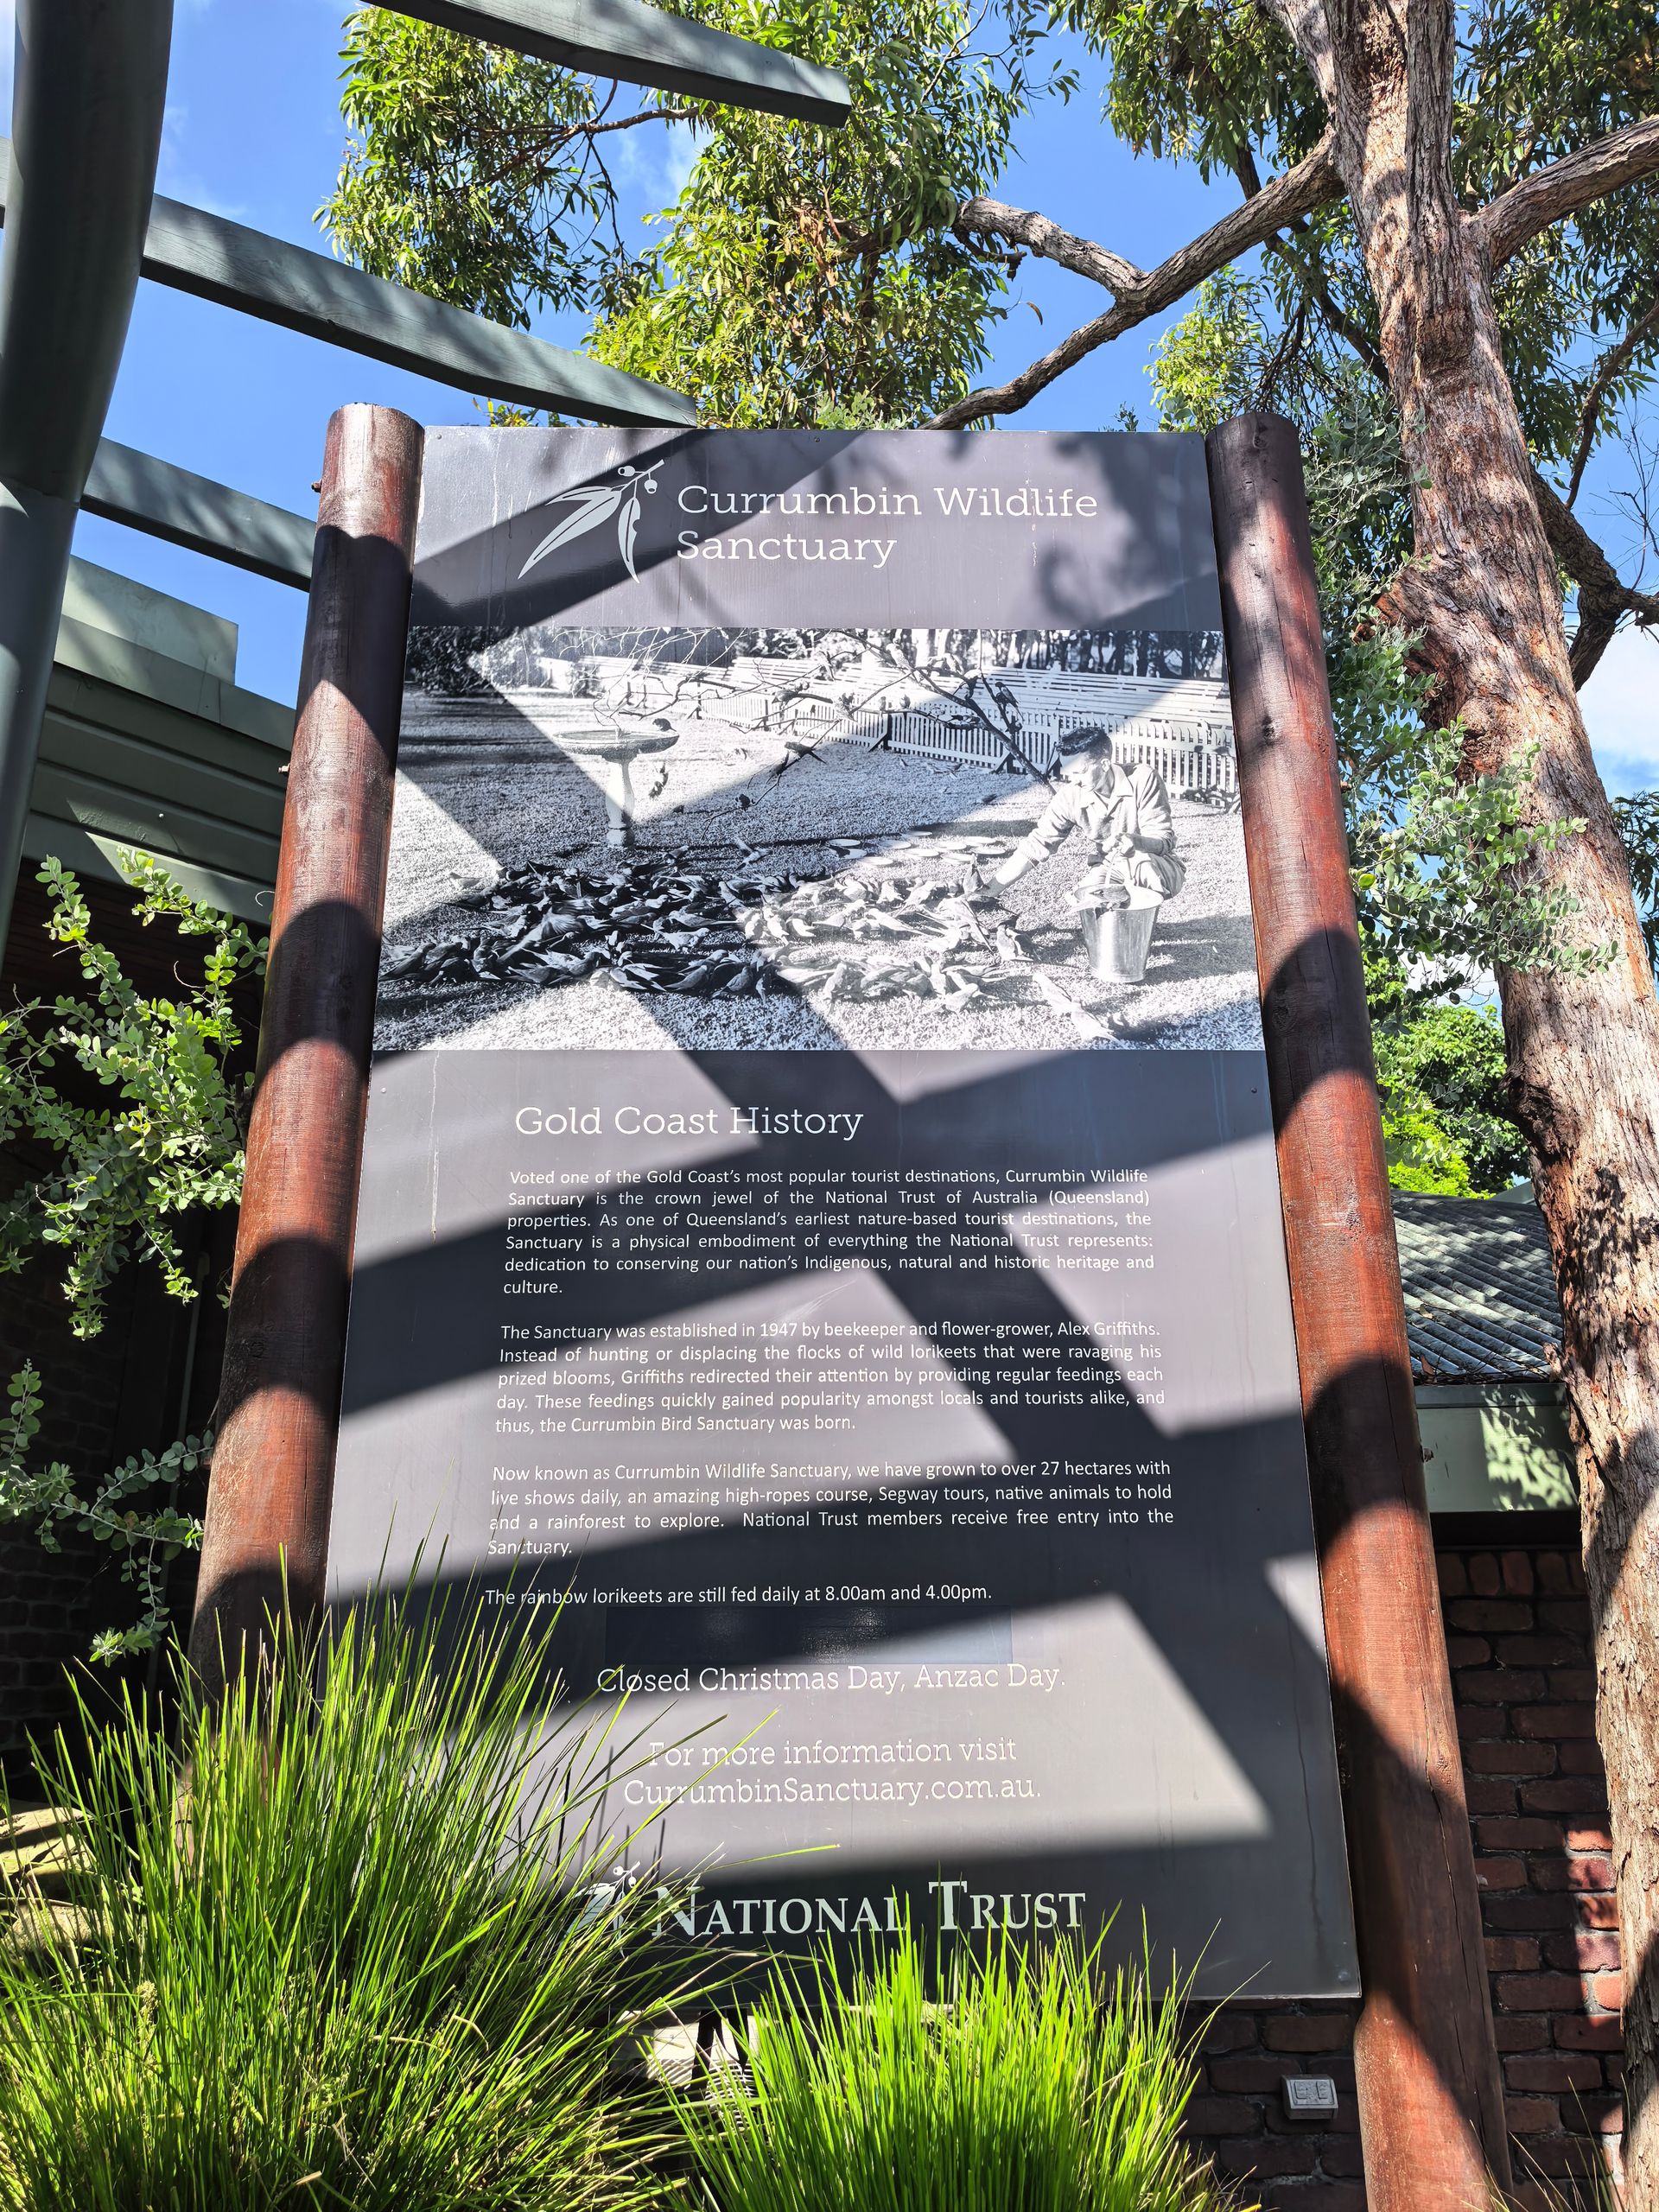 Currumbin Wildlife
Sanctuary
Gold Coast History
Voted one of the Gold Coast's most popular tourist destinations, Currumbin Wildlife
Sanctuary is the crown jewel of the National Trust of Australia (Queensland)
properties. As one of Queensland's earliest nature-based tourist destinations, the
Sanctuary is a physical embodiment of everything the National Trust represents:
dedication to conserving our nation's Indigenous, natural and historic heritage and
culture.
The Sanctuary was established in 1947 by beekeeper and flower-grower, Alex Griffiths.
Instead of hunting or displacing the flocks of wild lorikeets that were ravaging his
prized blooms, Griffiths redirected their attention by providing regular feedings each
day. These feedings quickly gained popularity amongst locals and tourists alike, and
thus, the Currumbin Bird Sanctuary was born.
Now known as Currumbin Wildlife Sanctuary, we have grown to over 27 hectares with
live shows daily, an amazing high-ropes course, Segway tours, native animals to hold
and a rainforest to explore. National Trust members receive free entry into the
Sanctuary.
The rainbow lorikeets are still fed daily at 8.00am and 4.00pm.
Closed Christmas Day, Anzac Day.
For more information visit
CurrumbinSanctuary.com.au.
NATIONAL TRUST